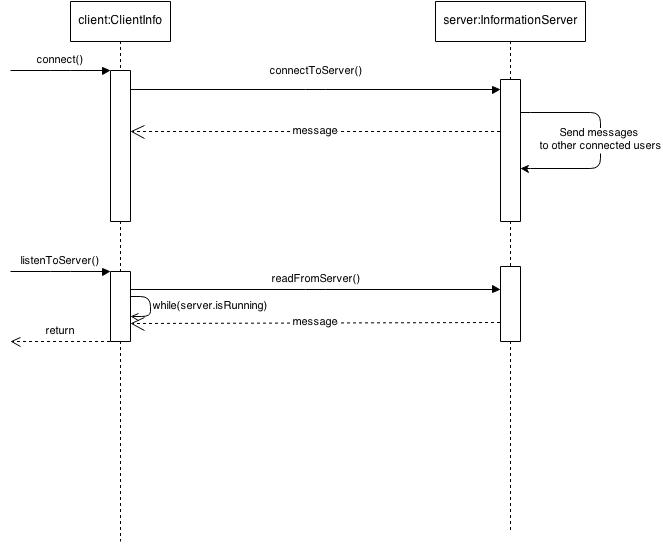 client:ClientInfo
server:InformationServer
connect()
connectToServer()
message
Send messages
to other connected users
listenToServer()
readFromServer()
while(server.isRunning)
message
return